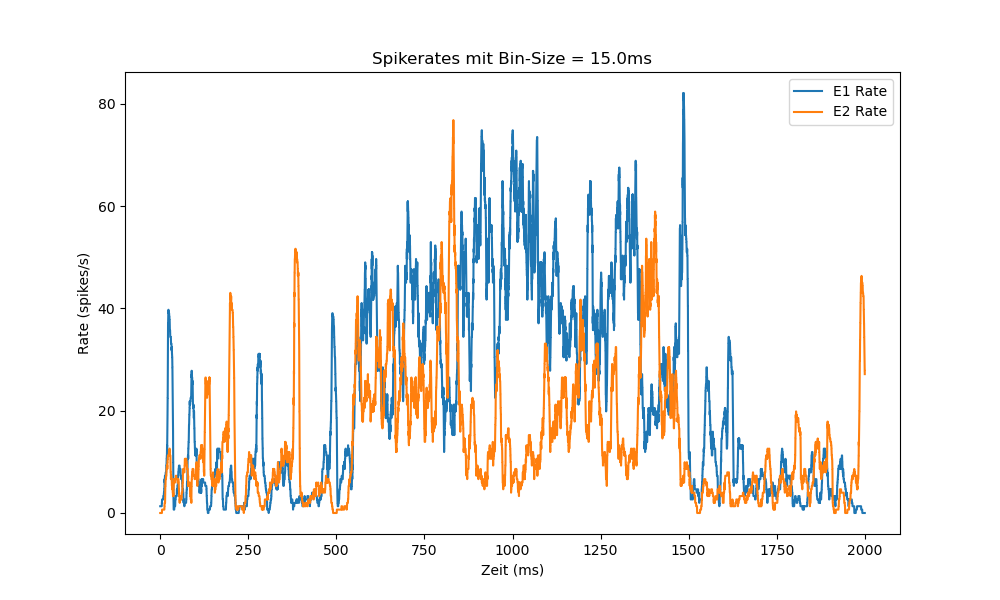 Spikerates mit Bin-Size = 15.0ms
E1 Rate
E2 Rate
Rate (spikes/s)
80
60
40
20
0
0 250 500 750 1000 1250 1500 1750 2000
Zeit (ms)